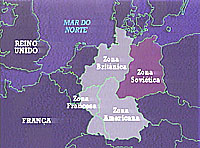 MAR DO
NORTE
REINO
UNIDO
Zona
Britânica
Zona
Soviética
Zona
Francesa
Zona
Americana
FRANÇA